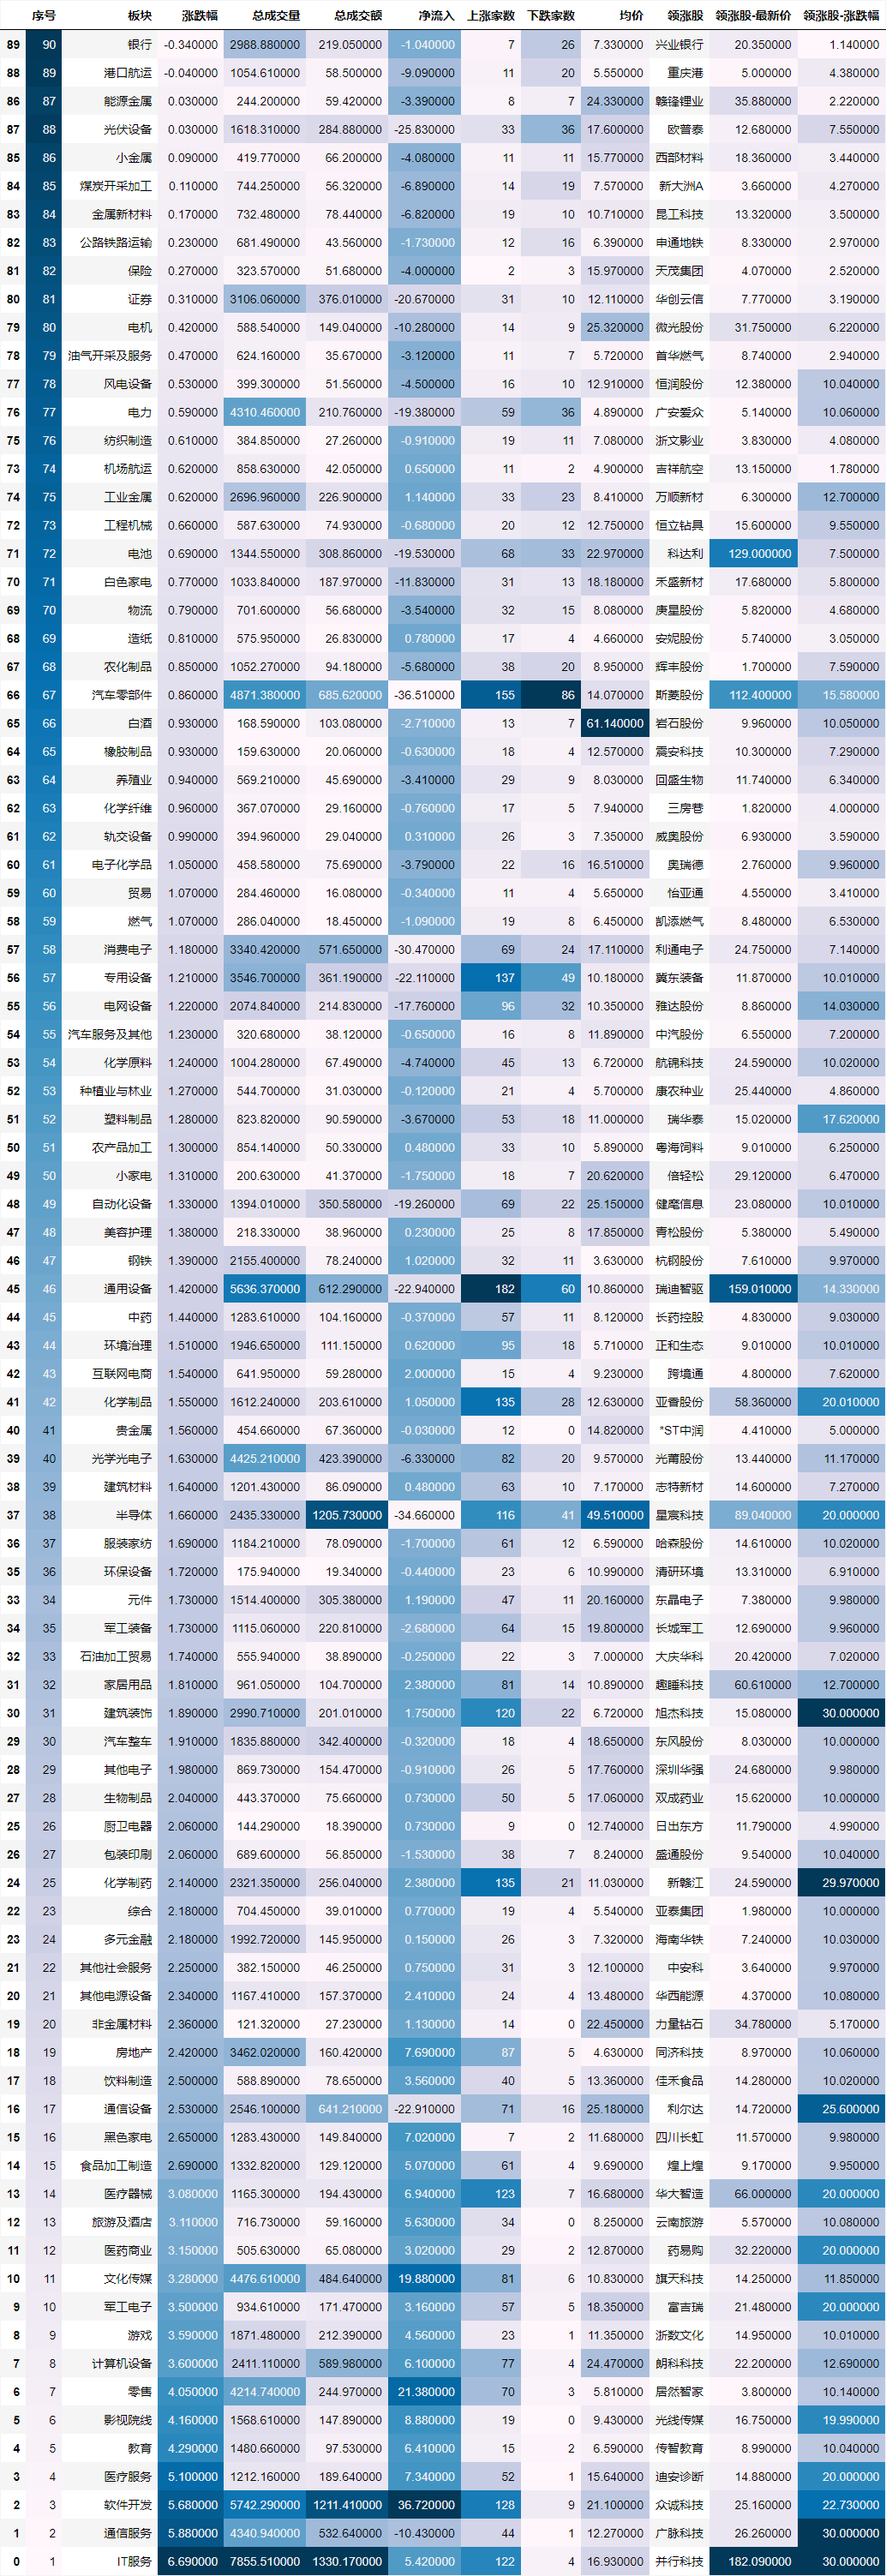 序号 板块 涨跌幅 总成交量 总成交额 净流入 上涨家数 下跌家数 均价 领涨股 领涨股-最新价 领涨股-涨跌幅
89 90 银行 -0.340000 2988.880000 219.050000 -1.040000 7 26 7.330000 兴业银行 20.350000 1.140000
88 89 港口航运 -0.040000 1054.610000 58.500000 -9.090000 11 20 5.550000 重庆港 5.000000 4.380000
86 87 能源金属 0.030000 244.200000 59.420000 -3.390000 8 7 24.330000 赣锋锂业 35.880000 2.220000
87 88 光伏设备 0.030000 1618.310000 284.880000 -25.830000 33 36 17.600000 欧普泰 12.680000 7.550000
85 86 小金属 0.090000 419.770000 66.200000 -4.080000 11 11 15.770000 西部材料 18.360000 3.440000
84 85 煤炭开采加工 0.110000 744.250000 56.320000 -6.890000 14 19 7.570000 新大洲A 3.660000 4.270000
83 84 金属新材料 0.170000 732.480000 78.440000 -6.820000 19 10 10.710000 昆工科技 13.320000 3.500000
82 83 公路铁路运输 0.230000 681.490000 43.560000 -1.730000 12 16 6.390000 申通地铁 8.330000 2.970000
81 82 保险 0.270000 323.570000 51.680000 -4.000000 2 3 15.970000 天茂集团 4.070000 2.520000
80 81 证券 0.310000 3106.060000 376.010000 -20.670000 31 10 12.110000 华创云信 7.770000 3.190000
79 80 电机 0.420000 588.540000 149.040000 -10.280000 14 9 25.320000 微光股份 31.750000 6.220000
78 79 油气开采及服务 0.470000 624.160000 35.670000 -3.120000 11 7 5.720000 首华燃气 8.740000 2.940000
77 78 风电设备 0.530000 399.300000 51.560000 -4.500000 16 10 12.910000 恒润股份 12.380000 10.040000
76 77 电力 0.590000 4310.460000 210.760000 -19.380000 59 36 4.890000 广安爱众 5.140000 10.060000
75 76 纺织制造 0.610000 384.850000 27.260000 -0.910000 19 11 7.080000 浙文影业 3.830000 4.080000
73 74 机场航运 0.620000 858.630000 42.050000 0.650000 11 2 4.900000 吉祥航空 13.150000 1.780000
74 75 工业金属 0.620000 2696.960000 226.900000 1.140000 33 23 8.410000 万顺新材 6.300000 12.700000
72 73 工程机械 0.660000 587.630000 74.930000 -0.680000 20 12 12.750000 恒立钻具 15.600000 9.550000
71 72 电池 0.690000 1344.550000 308.860000 -19.530000 68 33 22.970000 科达利 129.000000 7.500000
70 71 白色家电 0.770000 1033.840000 187.970000 -11.830000 31 13 18.180000 禾盛新材 17.680000 5.800000
69 70 物流 0.790000 701.600000 56.680000 -3.540000 32 15 8.080000 庚星股份 5.820000 4.680000
68 69 造纸 0.810000 575.950000 26.830000 0.780000 17 4 4.660000 安妮股份 5.740000 3.050000
67 68 农化制品 0.850000 1052.270000 94.180000 -5.680000 38 20 8.950000 辉丰股份 1.700000 7.590000
66 67 汽车零部件 0.860000 4871.380000 685.620000 -36.510000 155 86 14.070000 斯菱股份 112.400000 15.580000
65 66 白酒 0.930000 168.590000 103.080000 -2.710000 13 7 61.140000 岩石股份 9.960000 10.050000
64 65 橡胶制品 0.930000 159.630000 20.060000 -0.630000 18 4 12.570000 震安科技 10.300000 7.290000
63 64 养殖业 0.940000 569.210000 45.690000 -3.410000 29 9 8.030000 回盛生物 11.740000 6.340000
62 63 化学纤维 0.960000 367.070000 29.160000 -0.760000 17 5 7.940000 三房巷 1.820000 4.000000
61 62 轨交设备 0.990000 394.960000 29.040000 0.310000 26 3 7.350000 威奥股份 6.930000 3.590000
60 61 电子化学品 1.050000 458.580000 75.690000 -3.790000 22 16 16.510000 奥瑞德 2.760000 9.960000
59 60 贸易 1.070000 284.460000 16.080000 -0.340000 11 4 5.650000 怡亚通 4.550000 3.410000
58 59 燃气 1.070000 286.040000 18.450000 -1.090000 19 8 6.450000 凯添燃气 8.480000 6.530000
57 58 消费电子 1.180000 3340.420000 571.650000 -30.470000 69 24 17.110000 利通电子 24.750000 7.140000
56 57 专用设备 1.210000 3546.700000 361.190000 -22.110000 137 49 10.180000 冀东装备 11.870000 10.010000
55 56 电网设备 1.220000 2074.840000 214.830000 -17.760000 96 32 10.350000 雅达股份 8.860000 14.030000
54 55 汽车服务及其他 1.230000 320.680000 38.120000 -0.650000 16 8 11.890000 中汽股份 6.550000 7.200000
53 54 化学原料 1.240000 1004.280000 67.490000 -4.740000 45 13 6.720000 航锦科技 24.590000 10.020000
52 53 种植业与林业 1.270000 544.700000 31.030000 -0.120000 21 4 5.700000 康农种业 25.440000 4.860000
51 52 塑料制品 1.280000 823.820000 90.590000 -3.670000 53 18 11.000000 瑞华泰 15.020000 17.620000
50 51 农产品加工 1.300000 854.140000 50.330000 0.480000 33 10 5.890000 粤海饲料 9.010000 6.250000
49 50 小家电 1.310000 200.630000 41.370000 -1.750000 18 7 20.620000 倍轻松 29.120000 6.470000
48 49 自动化设备 1.330000 1394.010000 350.580000 -19.260000 69 22 25.150000 健麾信息 23.080000 10.010000
47 48 美容护理 1.380000 218.330000 38.960000 0.230000 25 8 17.850000 青松股份 5.380000 5.490000
46 47 钢铁 1.390000 2155.400000 78.240000 1.020000 32 11 3.630000 杭钢股份 7.610000 9.970000
45 46 通用设备 1.420000 5636.370000 612.290000 -22.940000 182 60 10.860000 瑞迪智驱 159.010000 14.330000
44 45 中药 1.440000 1283.610000 104.160000 -0.370000 57 11 8.120000 长药控股 4.830000 9.030000
43 44 环境治理 1.510000 1946.650000 111.150000 0.620000 95 18 5.710000 正和生态 9.010000 10.010000
42 43 互联网电商 1.540000 641.950000 59.280000 2.000000 15 4 9.230000 跨境通 4.800000 7.620000
41 42 化学制品 1.550000 1612.240000 203.610000 1.050000 135 28 12.630000 亚香股份 58.360000 20.010000
40 41 贵金属 1.560000 454.660000 67.360000 -0.030000 12 0 14.820000 *ST中润 4.410000 5.000000
39 40 光学光电子 1.630000 4425.210000 423.390000 -6.330000 82 20 9.570000 光莆股份 13.440000 11.170000
38 39 建筑材料 1.640000 1201.430000 86.090000 0.480000 63 10 7.170000 志特新材 14.600000 7.270000
37 38 半导体 1.660000 2435.330000 1205.730000 -34.660000 116 41 49.510000 星宸科技 89.040000 20.000000
36 37 服装家纺 1.690000 1184.210000 78.090000 -1.700000 61 12 6.590000 哈森股份 14.610000 10.020000
35 36 环保设备 1.720000 175.940000 19.340000 -0.440000 23 6 10.990000 清研环境 13.310000 6.910000
33 34 元件 1.730000 1514.400000 305.380000 1.190000 47 11 20.160000 东晶电子 7.380000 9.980000
34 35 军工装备 1.730000 1115.060000 220.810000 -2.680000 64 15 19.800000 长城军工 12.690000 9.960000
32 33 石油加工贸易 1.740000 555.940000 38.890000 -0.250000 22 3 7.000000 大庆华科 20.420000 7.020000
31 32 家居用品 1.810000 961.050000 104.700000 2.380000 81 14 10.890000 趣睡科技 60.610000 12.700000
30 31 建筑装饰 1.890000 2990.710000 201.010000 1.750000 120 22 6.720000 旭杰科技 15.080000 30.000000
29 30 汽车整车 1.910000 1835.880000 342.400000 -0.320000 18 4 18.650000 东风股份 8.030000 10.000000
28 29 其他电子 1.980000 869.730000 154.470000 -0.910000 26 5 17.760000 深圳华强 24.680000 9.980000
27 28 生物制品 2.040000 443.370000 75.660000 0.730000 50 5 17.060000 双成药业 15.620000 10.000000
25 26 厨卫电器 2.060000 144.290000 18.390000 0.730000 9 0 12.740000 日出东方 11.790000 4.990000
26 27 包装印刷 2.060000 689.600000 56.850000 -1.530000 38 7 8.240000 盛通股份 9.540000 10.040000
24 25 化学制药 2.140000 2321.350000 256.040000 2.380000 135 21 11.030000 新赣江 24.590000 29.970000
22 23 综合 2.180000 704.450000 39.010000 0.770000 19 4 5.540000 亚泰集团 1.980000 10.000000
23 24 多元金融 2.180000 1992.720000 145.950000 0.150000 26 3 7.320000 海南华铁 7.240000 10.030000
21 22 其他社会服务 2.250000 382.150000 46.250000 0.750000 31 3 12.100000 中安科 3.640000 9.970000
20 21 其他电源设备 2.340000 1167.410000 157.370000 2.410000 24 4 13.480000 华西能源 4.370000 10.080000
19 20 非金属材料 2.360000 121.320000 27.230000 1.130000 14 0 22.450000 力量钻石 34.780000 5.170000
18 19 房地产 2.420000 3462.020000 160.420000 7.690000 87 5 4.630000 同济科技 8.970000 10.060000
17 18 饮料制造 2.500000 588.890000 78.650000 3.560000 40 5 13.360000 佳禾食品 14.280000 10.020000
16 17 通信设备 2.530000 2546.100000 641.210000 -22.910000 71 16 25.180000 利尔达 14.720000 25.600000
15 16 黑色家电 2.650000 1283.430000 149.840000 7.020000 7 2 11.680000 四川长虹 11.570000 9.980000
14 15 食品加工制造 2.690000 1332.820000 129.120000 5.070000 61 4 9.690000 煌上煌 9.170000 9.950000
13 14 医疗器械 3.080000 1165.300000 194.430000 6.940000 123 7 16.680000 华大智造 66.000000 20.000000
12 13 旅游及酒店 3.110000 716.730000 59.160000 5.630000 34 0 8.250000 云南旅游 5.570000 10.080000
11 12 医药商业 3.150000 505.630000 65.080000 3.020000 29 2 12.870000 药易购 32.220000 20.000000
10 11 文化传媒 3.280000 4476.610000 484.640000 19.880000 81 6 10.830000 旗天科技 14.250000 11.850000
9 10 军工电子 3.500000 934.610000 171.470000 3.160000 57 5 18.350000 富吉瑞 21.480000 20.000000
8 9 游戏 3.590000 1871.480000 212.390000 4.560000 23 1 11.350000 浙数文化 14.950000 10.010000
7 8 计算机设备 3.600000 2411.110000 589.980000 6.100000 77 4 24.470000 朗科科技 22.200000 12.690000
6 7 零售 4.050000 4214.740000 244.970000 21.380000 70 3 5.810000 居然智家 3.800000 10.140000
5 6 影视院线 4.160000 1568.610000 147.890000 8.880000 19 0 9.430000 光线传媒 16.750000 19.990000
4 5 教育 4.290000 1480.660000 97.530000 6.410000 15 2 6.590000 传智教育 8.990000 10.040000
3 4 医疗服务 5.100000 1212.160000 189.640000 7.340000 52 1 15.640000 迪安诊断 14.880000 20.000000
2 3 软件开发 5.680000 5742.290000 1211.410000 36.720000 128 9 21.100000 众诚科技 25.160000 22.730000
1 2 通信服务 5.880000 4340.940000 532.640000 -10.430000 44 1 12.270000 广脉科技 26.260000 30.000000
0 1 IT服务 6.690000 7855.510000 1330.170000 5.420000 122 4 16.930000 并行科技 182.090000 30.000000